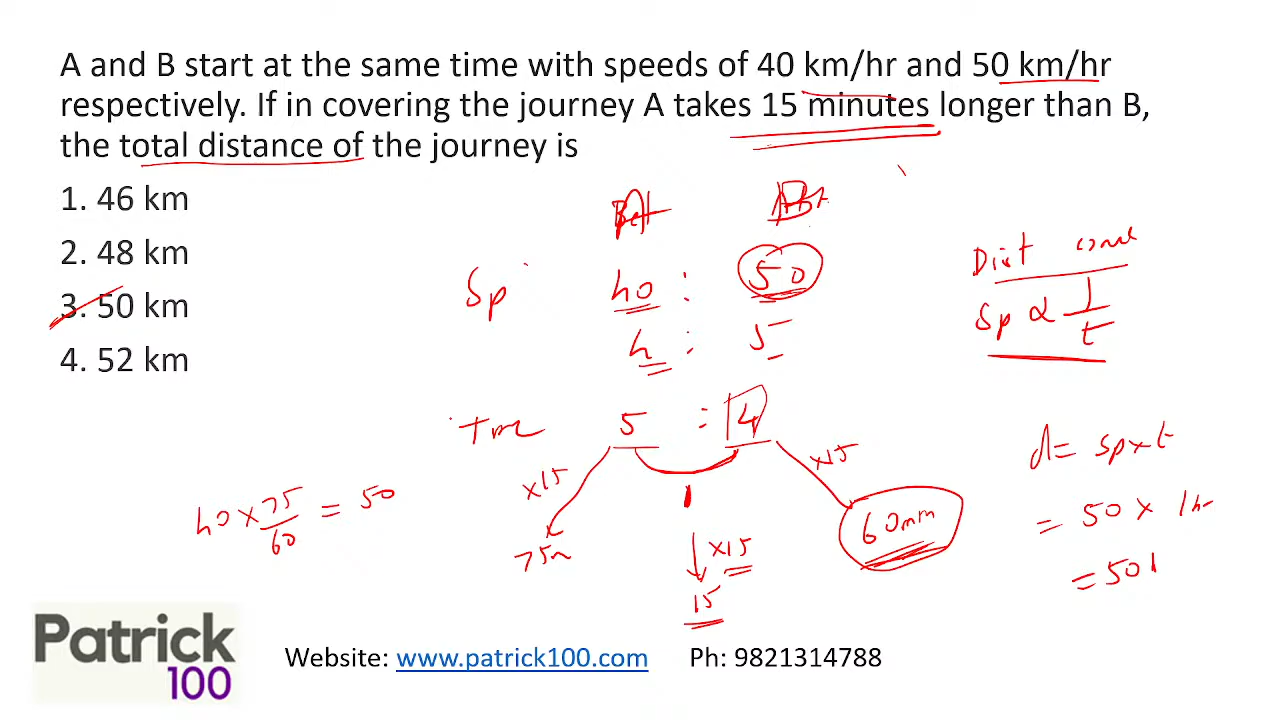 A and B start at the same time with speeds of 40 km/hr and 50 km/hr
respectively. If in covering the journey A takes 15 minutes longer than B,
the total distance of the journey is
1. 46 km
2. 48 km
3. 50 km
4. 52 km
Sp 40 : 50
4 : 5
Time 5 : 4
1
×15 ×15
75m 60 min
×15
15
Dist
Sp ∝ 1/t
d = sp×t
= 50 × 1 hr
= 50
40 × 75/60 = 50
Patrick
100
Website: www.patrick100.com Ph: 9821314788